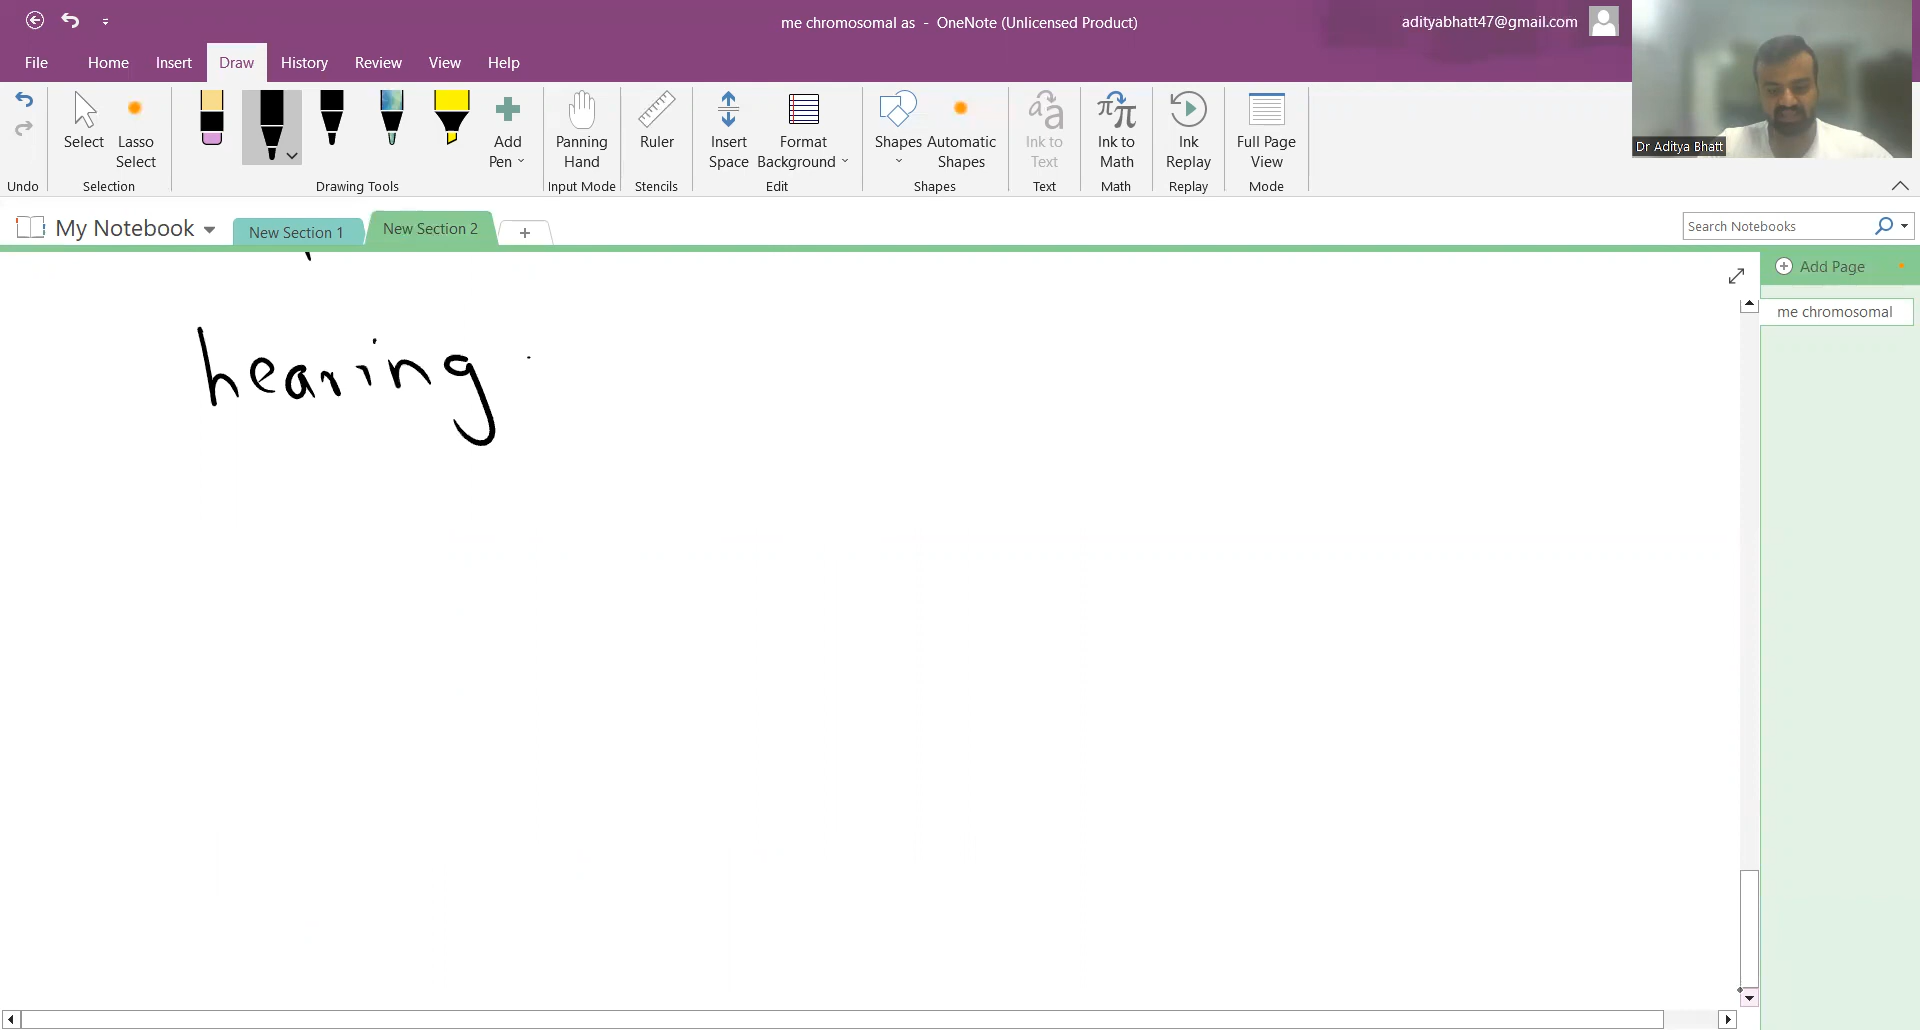 me chromosomal as - OneNote (Unlicensed Product)
adityabhatt47@gmail.com
File Home Insert Draw History Review View Help
Select
Lasso Select
Add Pen
Panning Hand
Ruler
Insert Space
Format Background
Shapes
Automatic Shapes
Ink to Text
Ink to Math
Ink Replay
Full Page View
Undo Selection Drawing Tools Input Mode Stencils Edit Shapes Text Math Replay Mode
Dr Aditya Bhatt
My Notebook New Section 1 New Section 2
Search Notebooks
Add Page
me chromosomal
hearing